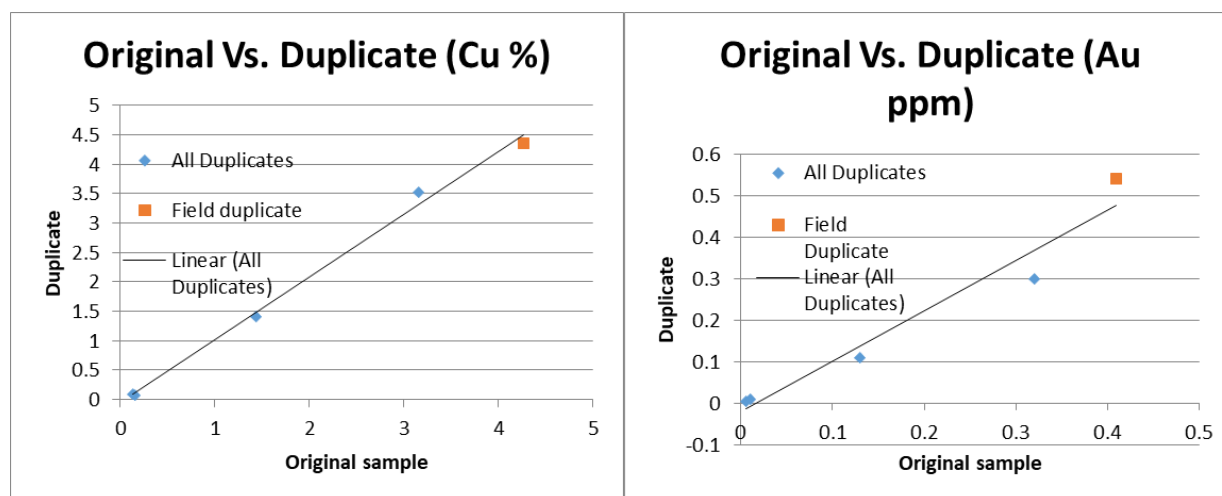 Original Vs. Duplicate (Cu %)
5
4.5
4
3.5
3
2.5
2
1.5
1
0.5
0
Duplicate
All Duplicates
Field duplicate
Linear (All
Duplicates)
0 1 2 3 4 5
Original sample
Original Vs. Duplicate (Au
ppm)
0.6
0.5
0.4
0.3
0.2
0.1
0
-0.1
Duplicate
All Duplicates
Field
Duplicate
Linear (All
Duplicates)
0 0.1 0.2 0.3 0.4 0.5
Original sample